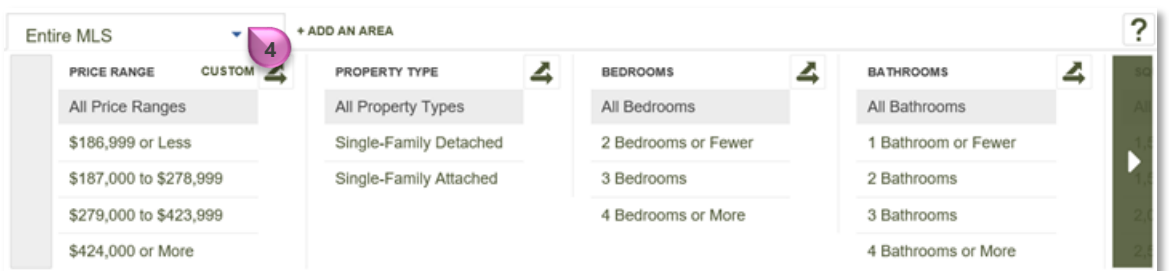 Entire MLS
4
+ ADD AN AREA
?
PRICE RANGE
CUSTOM
All Price Ranges
$186,999 or Less
$187,000 to $278,999
$279,000 to $423,999
$424,000 or More
PROPERTY TYPE
All Property Types
Single-Family Detached
Single-Family Attached
BEDROOMS
All Bedrooms
2 Bedrooms or Fewer
3 Bedrooms
4 Bedrooms or More
BATHROOMS
All Bathrooms
1 Bathroom or Fewer
2 Bathrooms
3 Bathrooms
4 Bathrooms or More